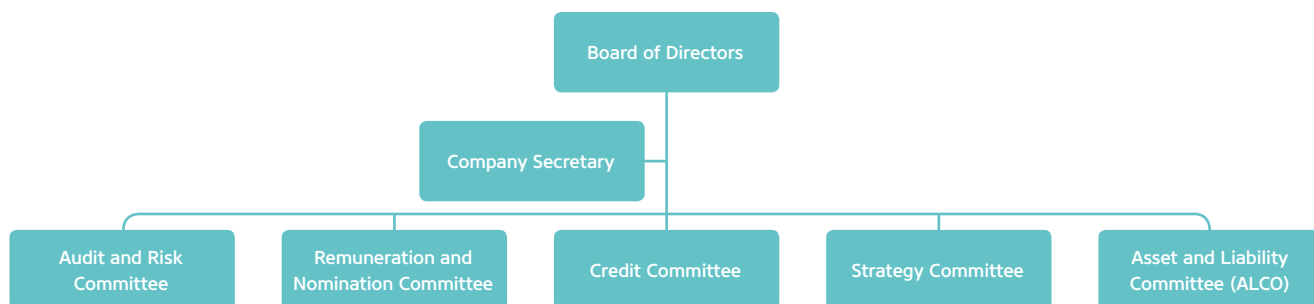 Board of Directors
Company Secretary
Audit and Risk
Committee
Remuneration and
Nomination Committee
Credit Committee
Strategy Committee
Asset and Liability
Committee (ALCO)